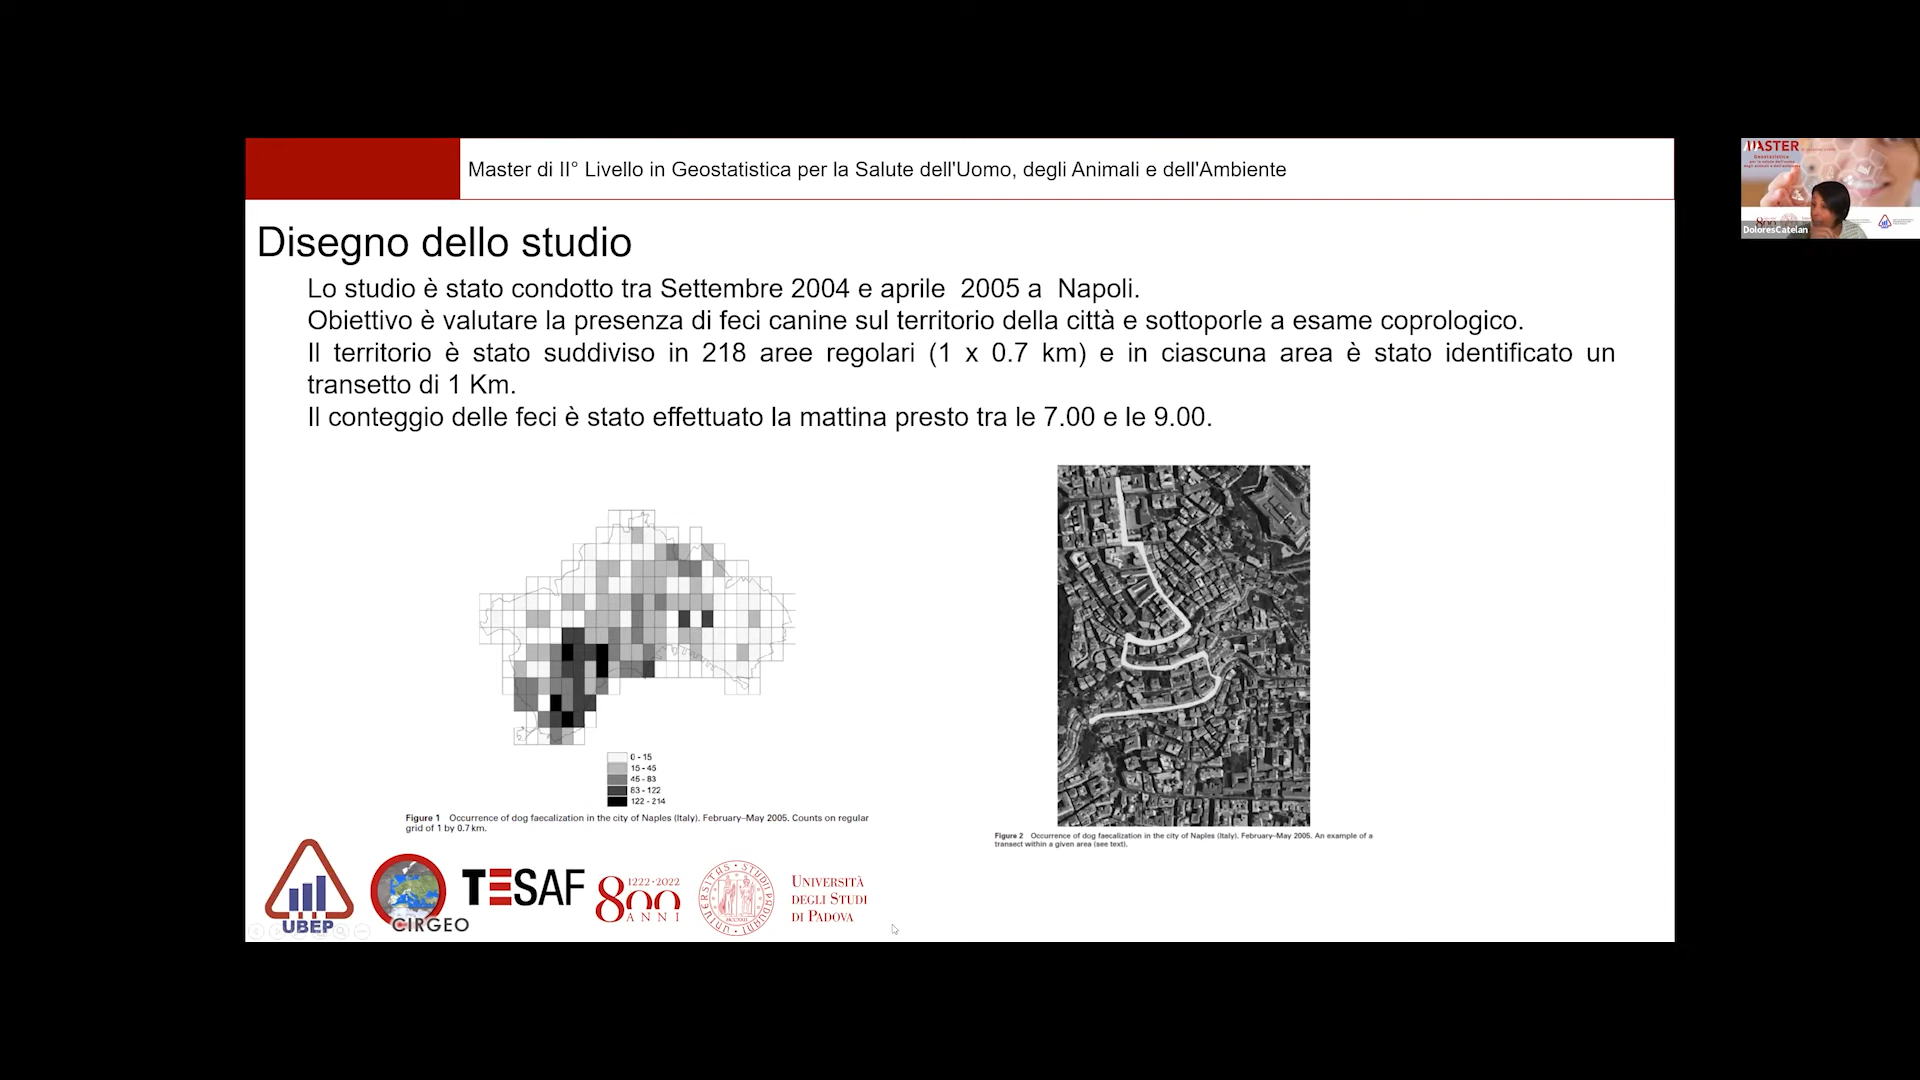 Master di II° Livello in Geostatistica per la Salute dell'Uomo, degli Animali e dell'Ambiente
Disegno dello studio
Lo studio è stato condotto tra Settembre 2004 e aprile 2005 a Napoli.
Obiettivo è valutare la presenza di feci canine sul territorio della città e sottoporle a esame coprologico.
Il territorio è stato suddiviso in 218 aree regolari (1 x 0.7 km) e in ciascuna area è stato identificato un
transetto di 1 Km.
Il conteggio delle feci è stato effettuato la mattina presto tra le 7.00 e le 9.00.
0 - 15
15 - 45
45 - 83
83 - 122
122 - 214
Figure 1 Occurrence of dog faecalization in the city of Naples (Italy). February–May 2005. Counts on regular
grid of 1 by 0.7 km.
Figure 2 Occurrence of dog faecalization in the city of Naples (Italy). February–May 2005. An example of a
transect within a given area (see text).
UBEP
CIRGEO
TESAF
1222·2022
800
ANNI
UNIVERSITÀ
DEGLI STUDI
DI PADOVA
MASTER
Geostatistica
DoloresCatelan